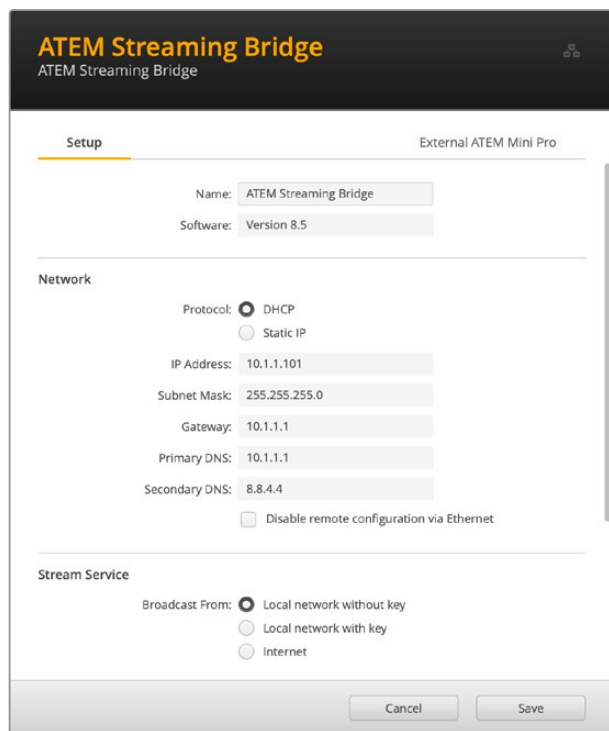 ATEM Streaming Bridge
ATEM Streaming Bridge
Setup External ATEM Mini Pro
Name: ATEM Streaming Bridge
Software: Version 8.5
Network
Protocol: DHCP
Static IP
IP Address: 10.1.1.101
Subnet Mask: 255.255.255.0
Gateway: 10.1.1.1
Primary DNS: 10.1.1.1
Secondary DNS: 8.8.4.4
Disable remote configuration via Ethernet
Stream Service
Broadcast From: Local network without key
Local network with key
Internet
Cancel Save